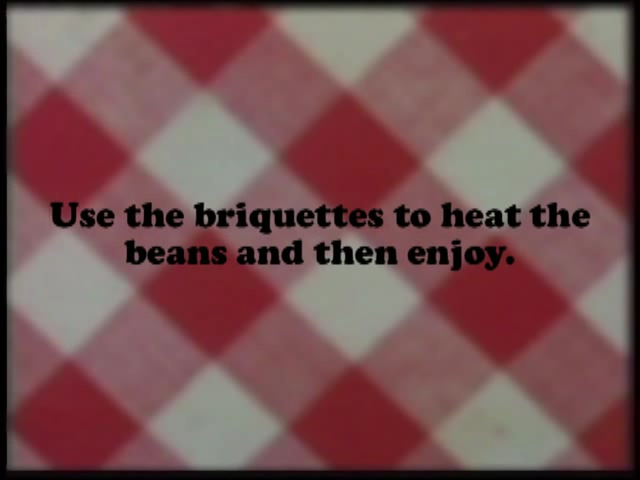 Use the briquettes to heat the
beans and then enjoy.